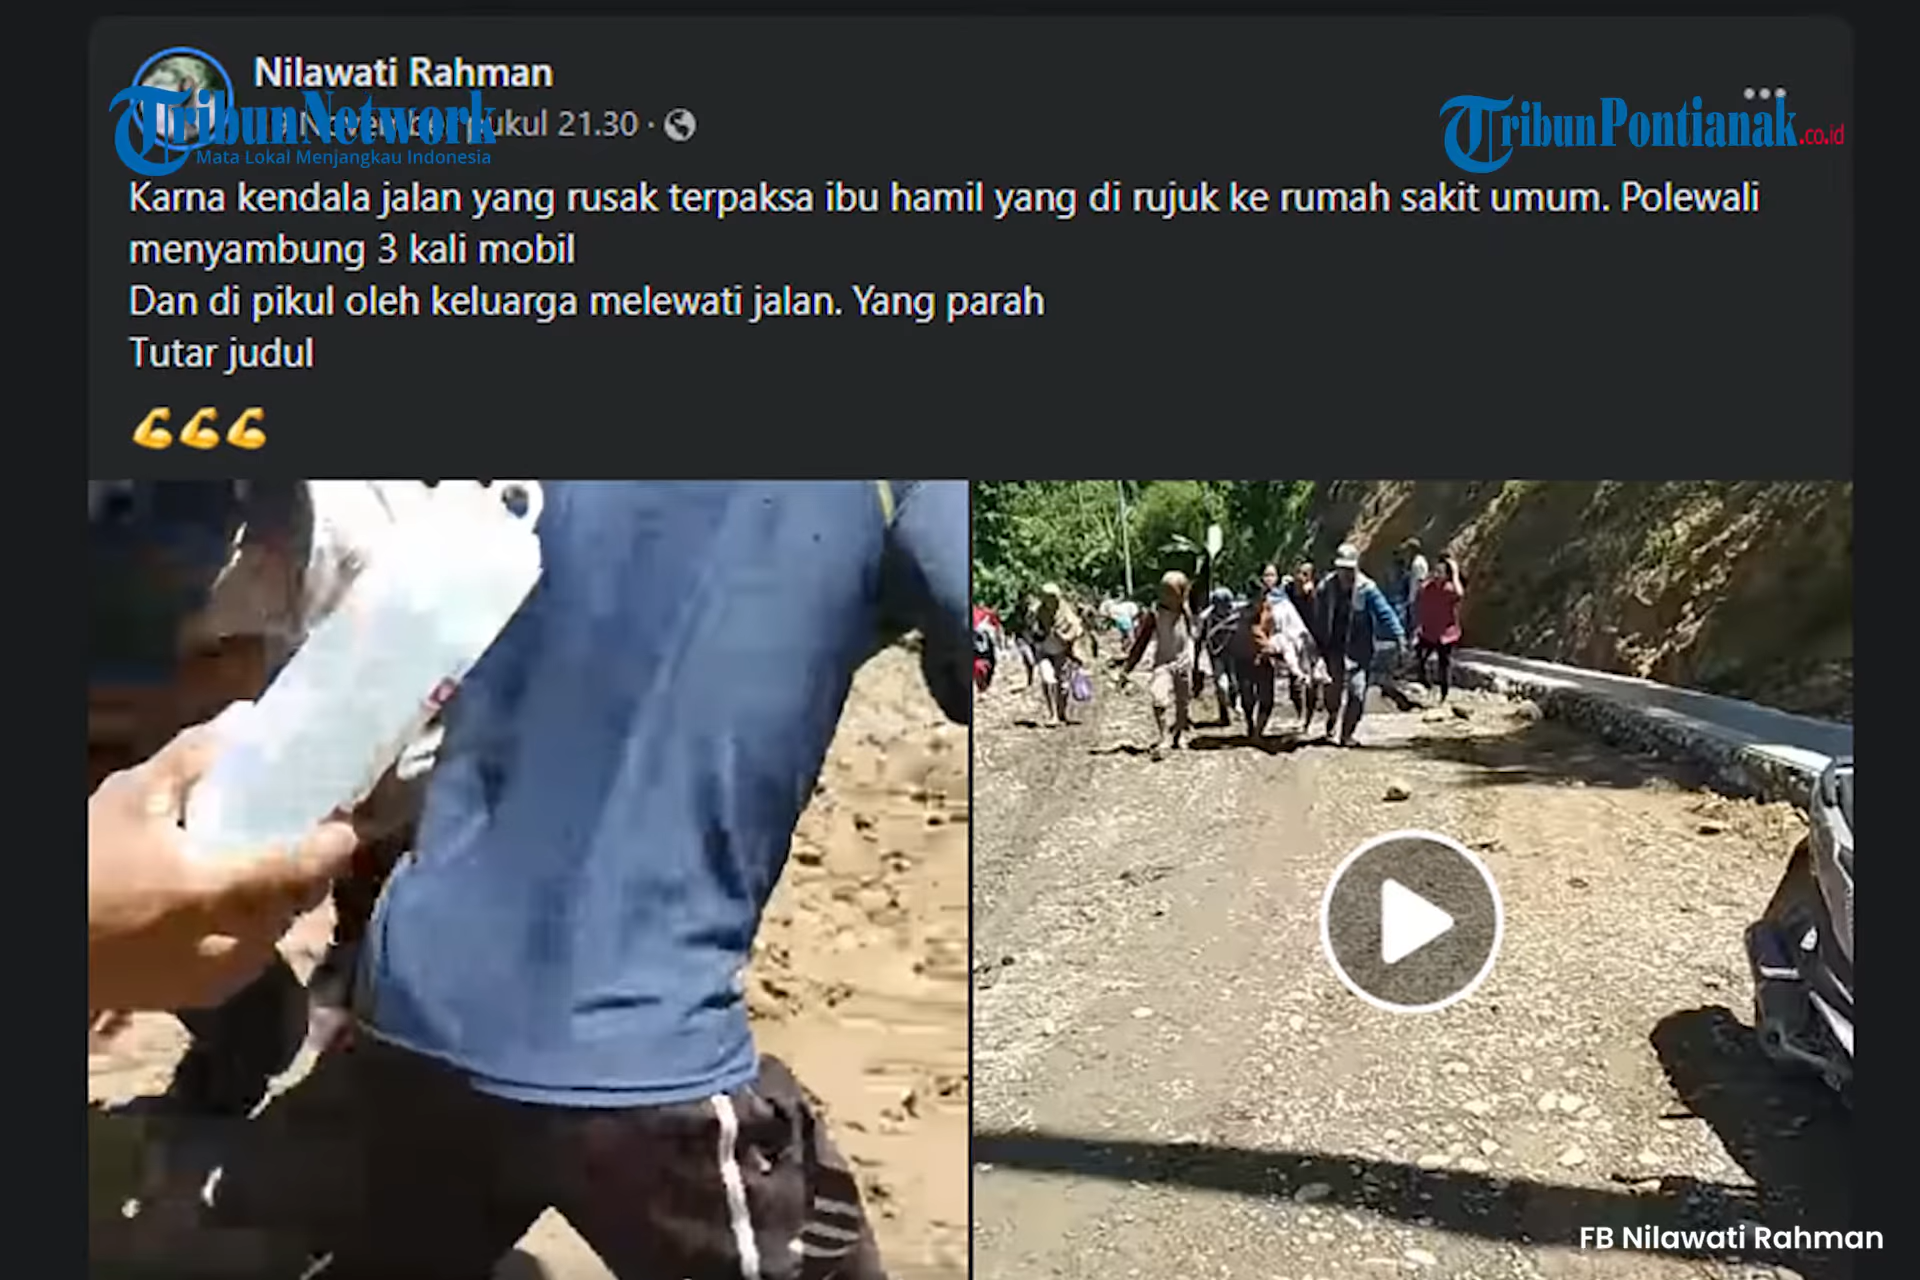 Nilawati Rahman
November pukul 21.30 ·
TribunNetwork
Mata Lokal Menjangkau Indonesia
TribunPontianak.co.id
Karna kendala jalan yang rusak terpaksa ibu hamil yang di rujuk ke rumah sakit umum. Polewali
menyambung 3 kali mobil
Dan di pikul oleh keluarga melewati jalan. Yang parah
Tutar judul
💪💪💪
FB Nilawati Rahman